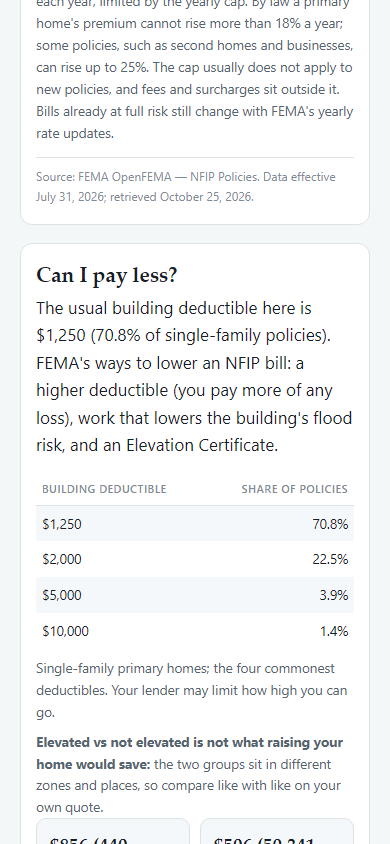 each year, limited by the yearly cap. By law a primary
home's premium cannot rise more than 18% a year;
some policies, such as second homes and businesses,
can rise up to 25%. The cap usually does not apply to
new policies, and fees and surcharges sit outside it.
Bills already at full risk still change with FEMA's yearly
rate updates.
Source: FEMA OpenFEMA — NFIP Policies. Data effective
July 31, 2026; retrieved October 25, 2026.
Can I pay less?
The usual building deductible here is
$1,250 (70.8% of single-family policies).
FEMA's ways to lower an NFIP bill: a
higher deductible (you pay more of any
loss), work that lowers the building's flood
risk, and an Elevation Certificate.
BUILDING DEDUCTIBLE SHARE OF POLICIES
$1,250 70.8%
$2,000 22.5%
$5,000 3.9%
$10,000 1.4%
Single-family primary homes; the four commonest
deductibles. Your lender may limit how high you can
go.
Elevated vs not elevated is not what raising your
home would save: the two groups sit in different
zones and places, so compare like with like on your
own quote.